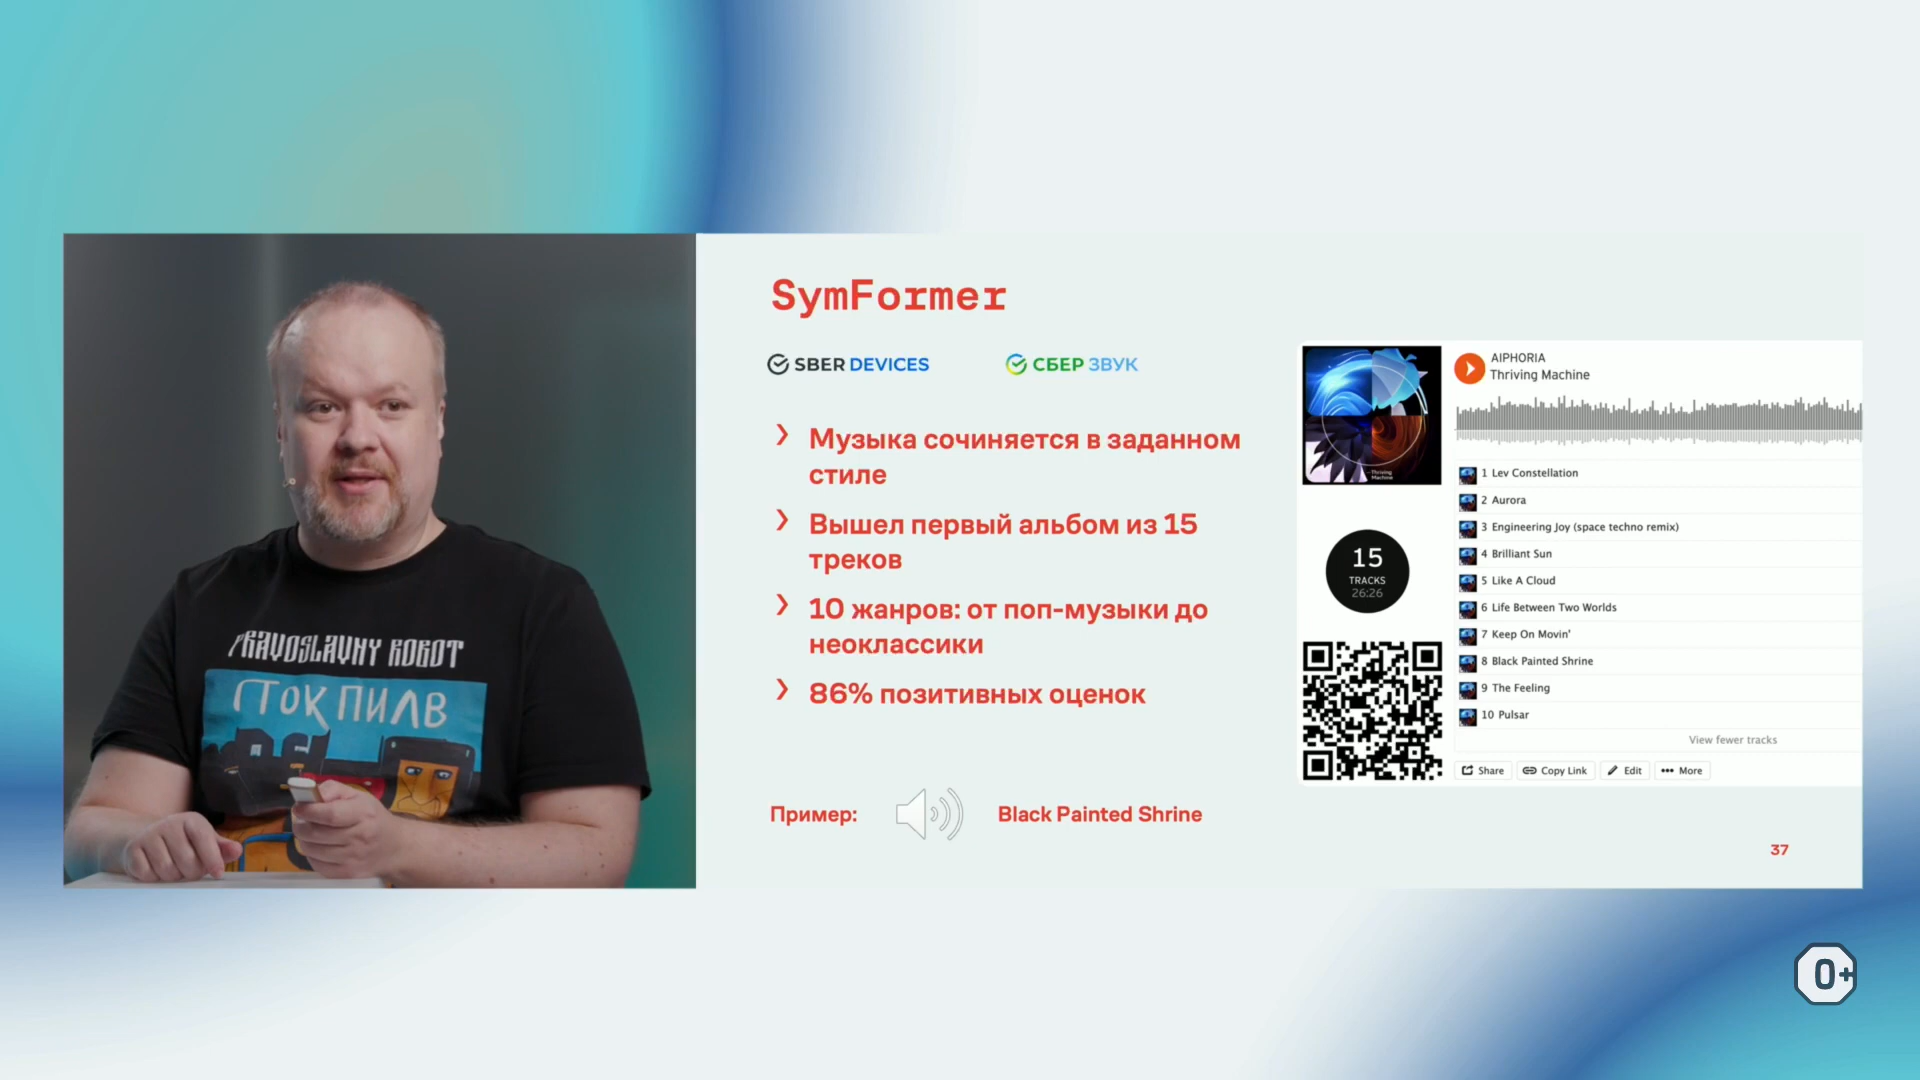 SymFormer
SBER DEVICES
СБЕР ЗВУК
Музыка сочиняется в заданном
стиле
Вышел первый альбом из 15
треков
10 жанров: от поп-музыки до
неоклассики
86% позитивных оценок
Пример:
Black Painted Shrine
AIPHORIA
Thriving Machine
Thriving
Machine
15
TRACKS
26:26
1 Lev Constellation
2 Aurora
3 Engineering Joy (space techno remix)
4 Brilliant Sun
5 Like A Cloud
6 Life Between Two Worlds
7 Keep On Movin'
8 Black Painted Shrine
9 The Feeling
10 Pulsar
View fewer tracks
Share
Copy Link
Edit
More
37
PRAVOSLAVNY ROBOT
СТОК ПИЛВ
0+